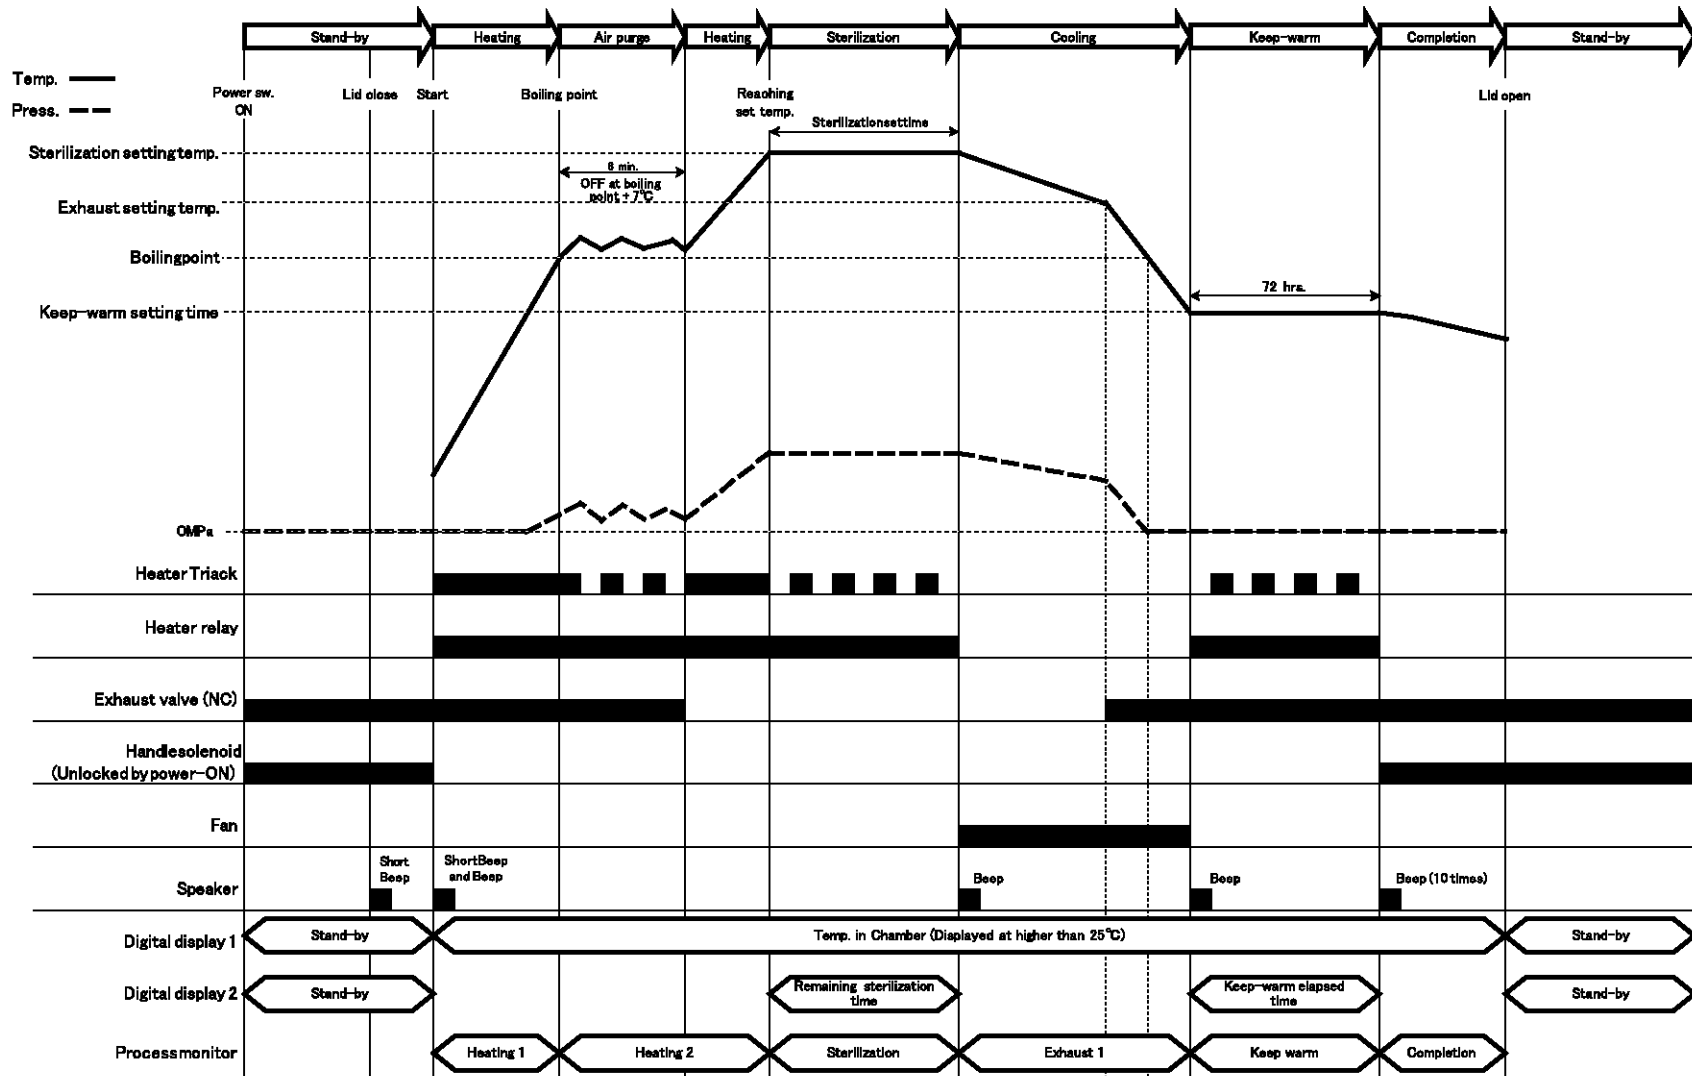 Stand-by Heating Air purge Heating Sterilization Cooling Keep-warm Completion Stand-by
Temp.
Press.
Power sw.
ON
Lid close
Start
Boiling point
Reaching
set temp.
Lid open
Sterilizationsettime
Sterilization setting temp.
6 min.
OFF at boiling
point + 7℃
Exhaust setting temp.
Boilingpoint
72 hrs.
Keep-warm setting time
0MPa
Heater Triack
Heater relay
Exhaust valve (NC)
Handlesolenoid
(Unlocked by power-ON)
Fan
Speaker
Short
Beep
ShortBeep
and Beep
Beep
Beep
Beep (10 times)
Digital display 1
Stand-by
Temp. in Chamber (Displayed at higher than 25℃)
Stand-by
Digital display 2
Stand-by
Remaining sterilization
time
Keep-warm elapsed
time
Stand-by
Processmonitor
Heating 1
Heating 2
Sterilization
Exhaust 1
Keep warm
Completion